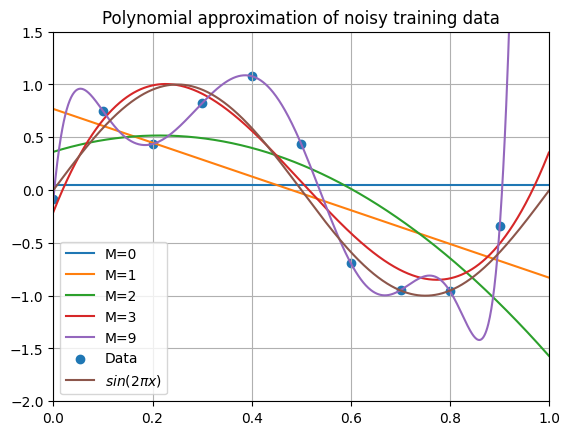 Polynomial approximation of noisy training data
1.5
1.0
0.5
0.0
−0.5
−1.0
−1.5
−2.0
M=0
M=1
M=2
M=3
M=9
Data
sin(2πx)
0.0 0.2 0.4 0.6 0.8 1.0